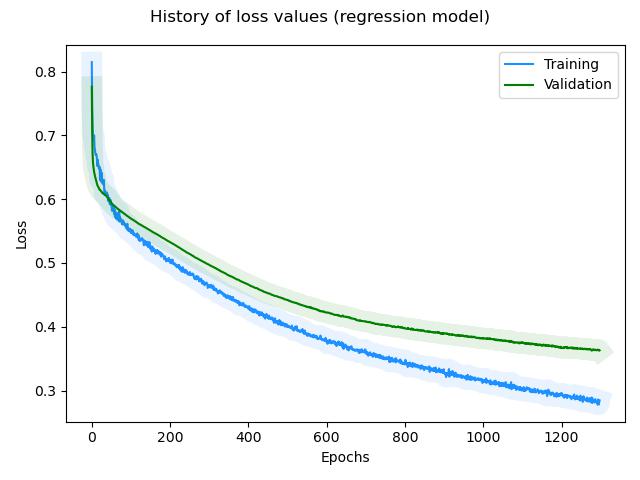 History of loss values (regression model)
Training
Validation
Loss
0.8
0.7
0.6
0.5
0.4
0.3
0 200 400 600 800 1000 1200
Epochs